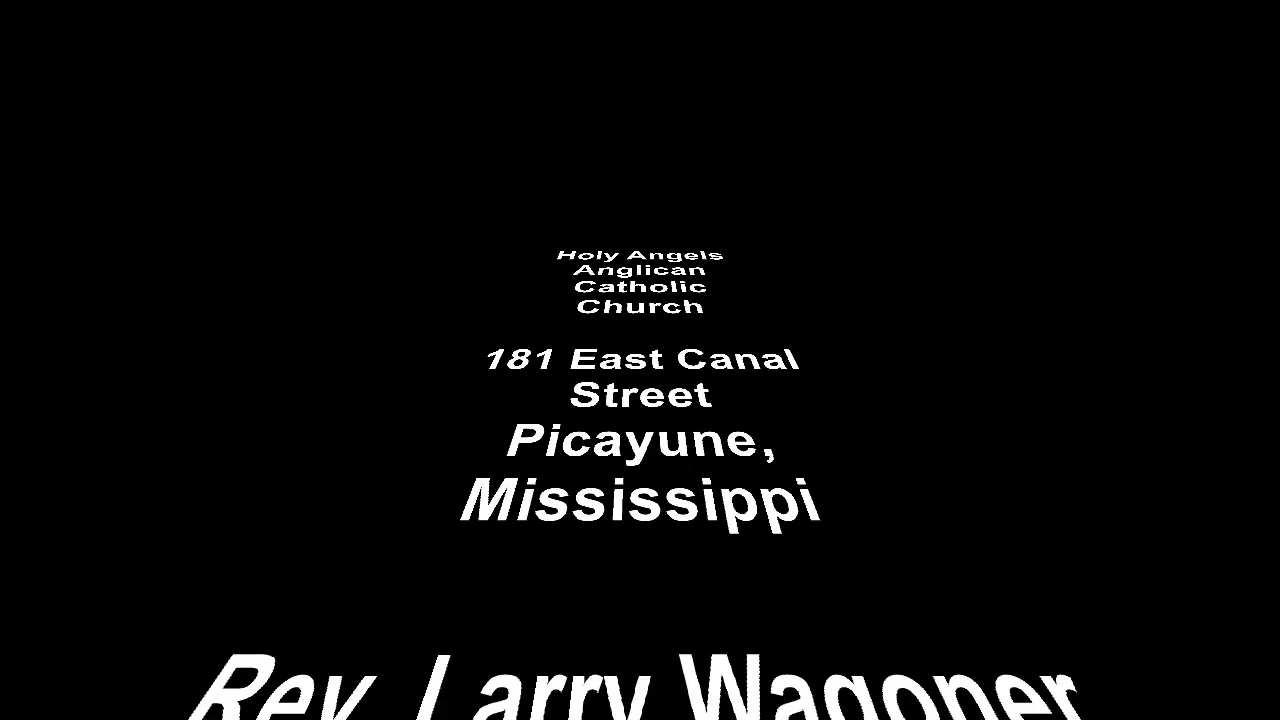 Holy Angels
Anglican
Catholic
Church
181 East Canal
Street
Picayune,
Mississippi
Rev. Larry Wagoner